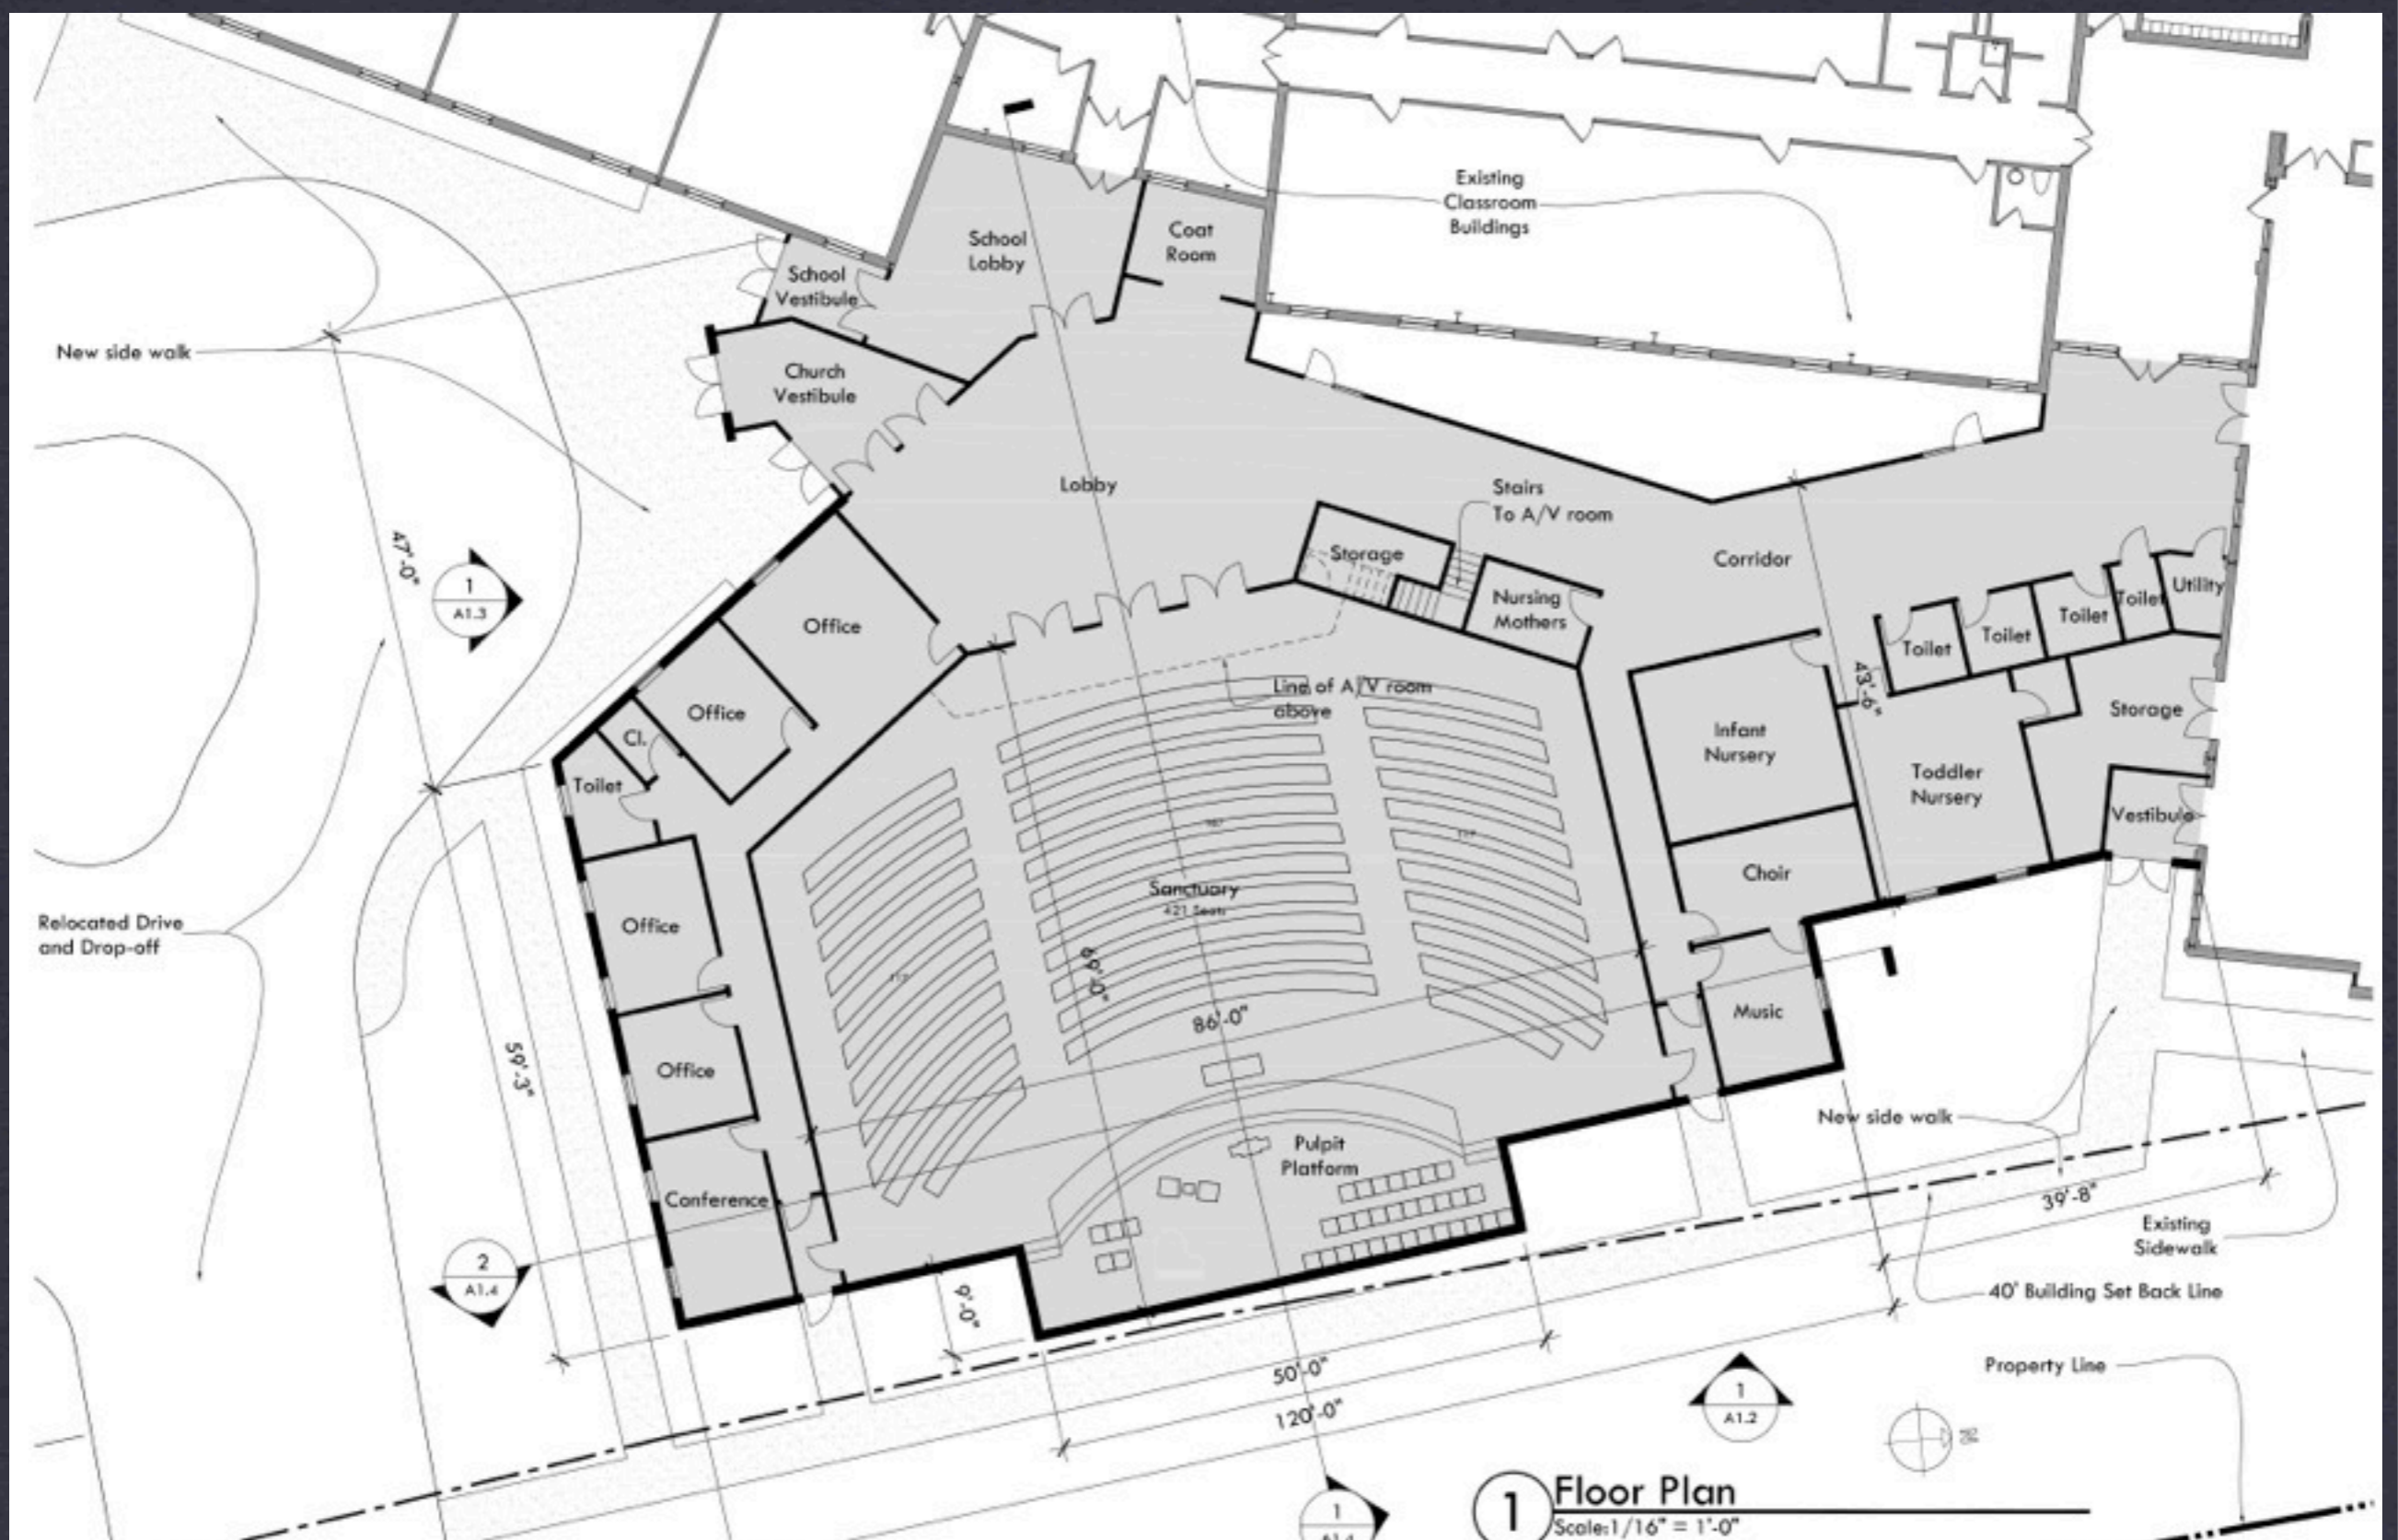 Existing
Classroom
Buildings
School
Lobby
Coat
Room
School
Vestibule
New side walk
Church
Vestibule
Lobby
Stairs
To A/V room
Storage
Corridor
Nursing
Mothers
Utility
Toilet
Toilet
Toilet
Toilet
47'-0"
1
A1.3
Office
Office
Cl.
Toilet
Line of A/V room
above
43'-6"
Infant
Nursery
Storage
Toddler
Nursery
Vestibule
Choir
Sanctuary
421 Seats
117
117
Relocated Drive
and Drop-off
Office
69'-0"
86'-0"
Music
Office
59'-3"
New side walk
Pulpit
Platform
Conference
39'-8"
Existing
Sidewalk
2
A1.4
9'-0"
40' Building Set Back Line
50'-0"
120'-0"
Property Line
1
A1.2
1
1
Floor Plan
Scale:1/16" = 1'-0"